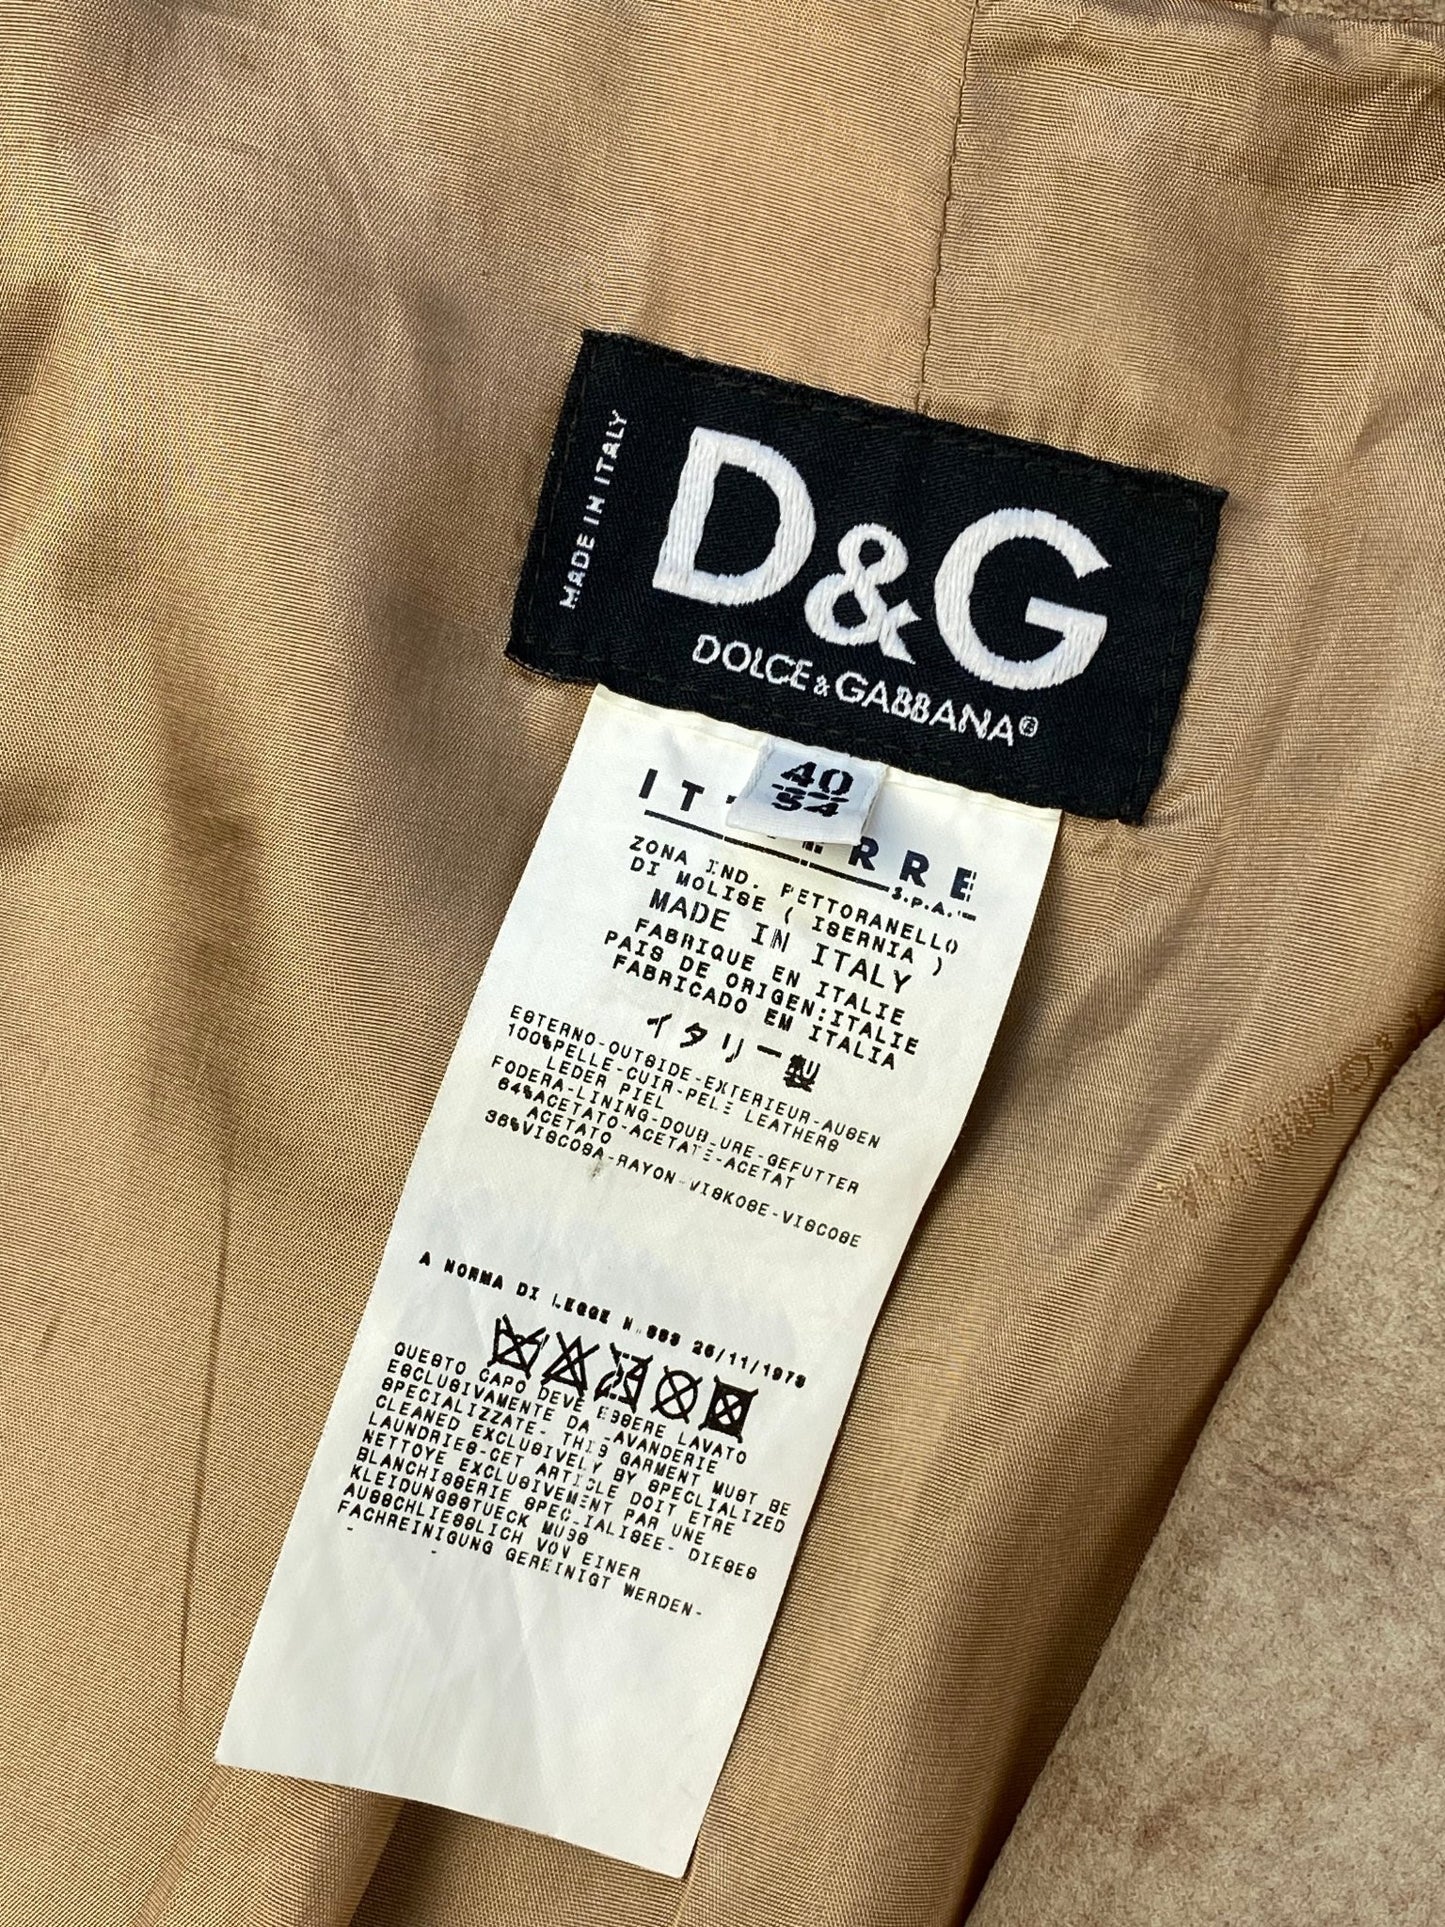 MADE IN ITALY
D&G
DOLCE & GABBANA®
40
54
S.P.A.
ZONA IND. PETTORANELLO
DI MOLISE ( ISERNIA )
MADE IN ITALY
FABRIQUE EN ITALIE
PAIS DE ORIGEN:ITALIE
FABRICADO EM ITALIA
イタリー製
ESTERNO-OUTSIDE-EXTERIEUR-AUSEN
100%PELLE-CUIR-PELE LEATHERS
LEDER PIEL
FODERA-LINING-DOUBLURE-GEFUTTER
64%ACETATO-ACETATE-ACETAT
ACETATO
36%VISCOSA-RAYON-VISKOSE-VISCOSE
A NORMA DI LEGGE N.883 26/11/1973
QUESTO CAPO DEVE ESSERE LAVATO
ESCLUSIVAMENTE DA LAVANDERIE
SPECIALIZZATE- THIS GARMENT MUST BE
CLEANED EXCLUSIVELY BY SPECLIALIZED
LAUNDRIES-CET ARTICLE DOIT ETRE
NETTOYE EXCLUSIVEMENT PAR UNE
BLANCHISSERIE SPECIALISEE- DIESES
KLEIDUNGSSTUECK MUSS
AUSSCHLIESSLICH VON EINER
FACHREINIGUNG GEREINIGT WERDEN-